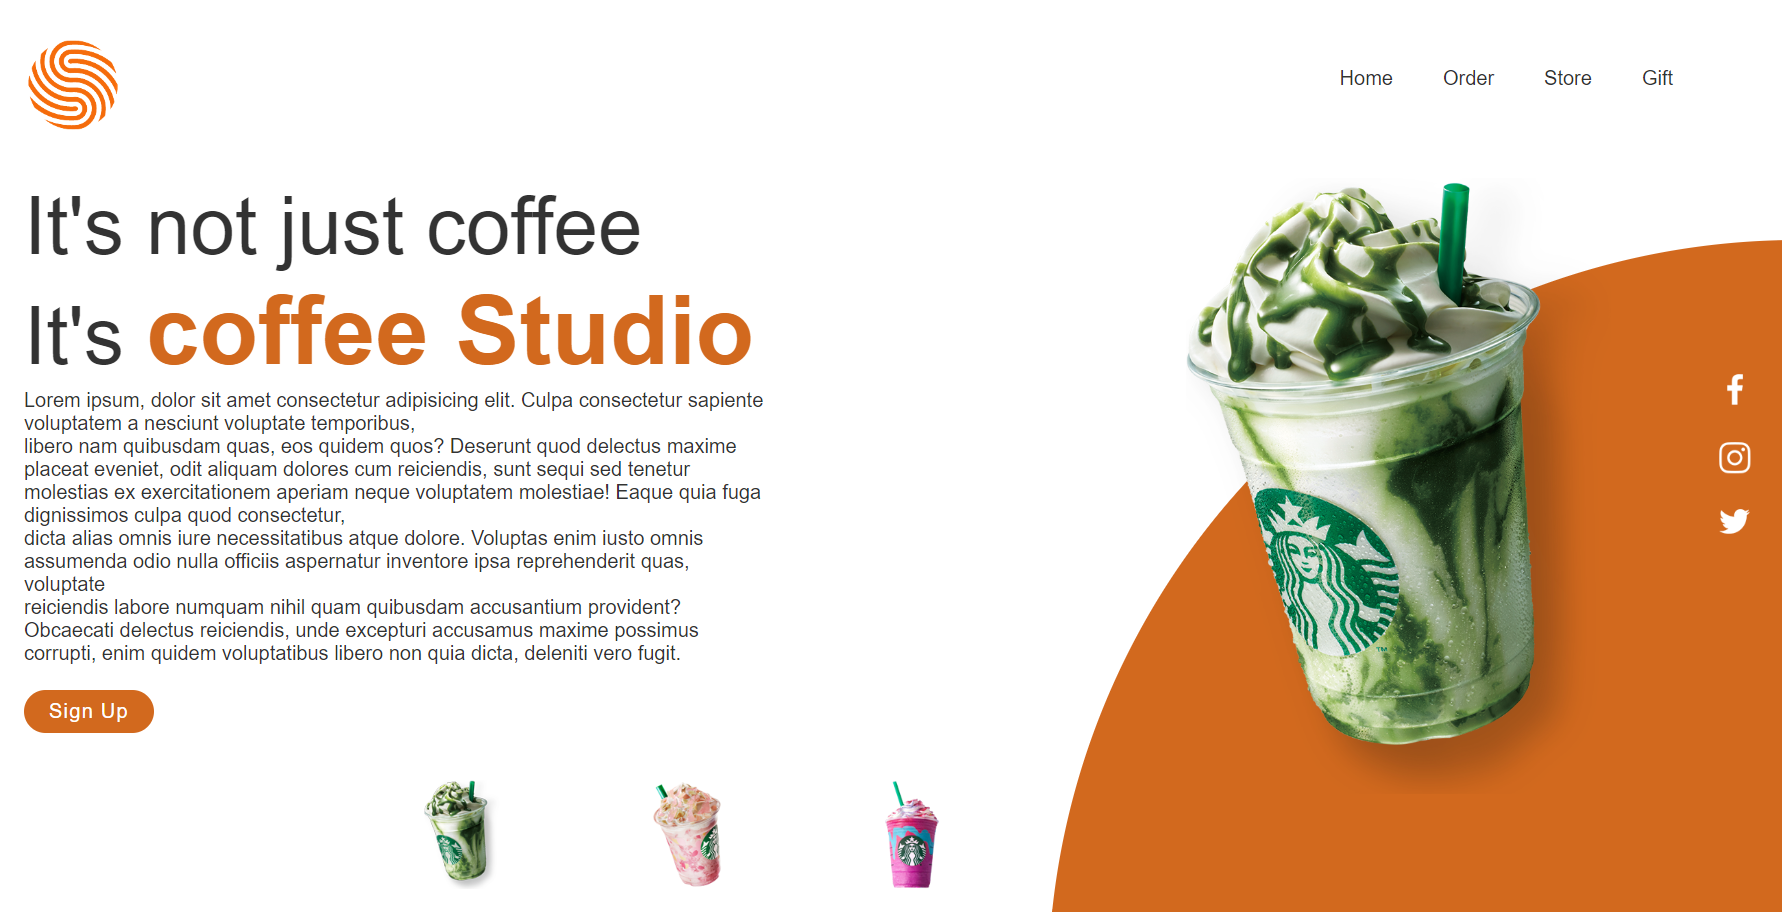 Home Order Store Gift
It's not just coffee
It's coffee Studio
Lorem ipsum, dolor sit amet consectetur adipisicing elit. Culpa consectetur sapiente
voluptatem a nesciunt voluptate temporibus,
libero nam quibusdam quas, eos quidem quos? Deserunt quod delectus maxime
placeat eveniet, odit aliquam dolores cum reiciendis, sunt sequi sed tenetur
molestias ex exercitationem aperiam neque voluptatem molestiae! Eaque quia fuga
dignissimos culpa quod consectetur,
dicta alias omnis iure necessitatibus atque dolore. Voluptas enim iusto omnis
assumenda odio nulla officiis aspernatur inventore ipsa reprehenderit quas,
voluptate
reiciendis labore numquam nihil quam quibusdam accusantium provident?
Obcaecati delectus reiciendis, unde excepturi accusamus maxime possimus
corrupti, enim quidem voluptatibus libero non quia dicta, deleniti vero fugit.
Sign Up
TM